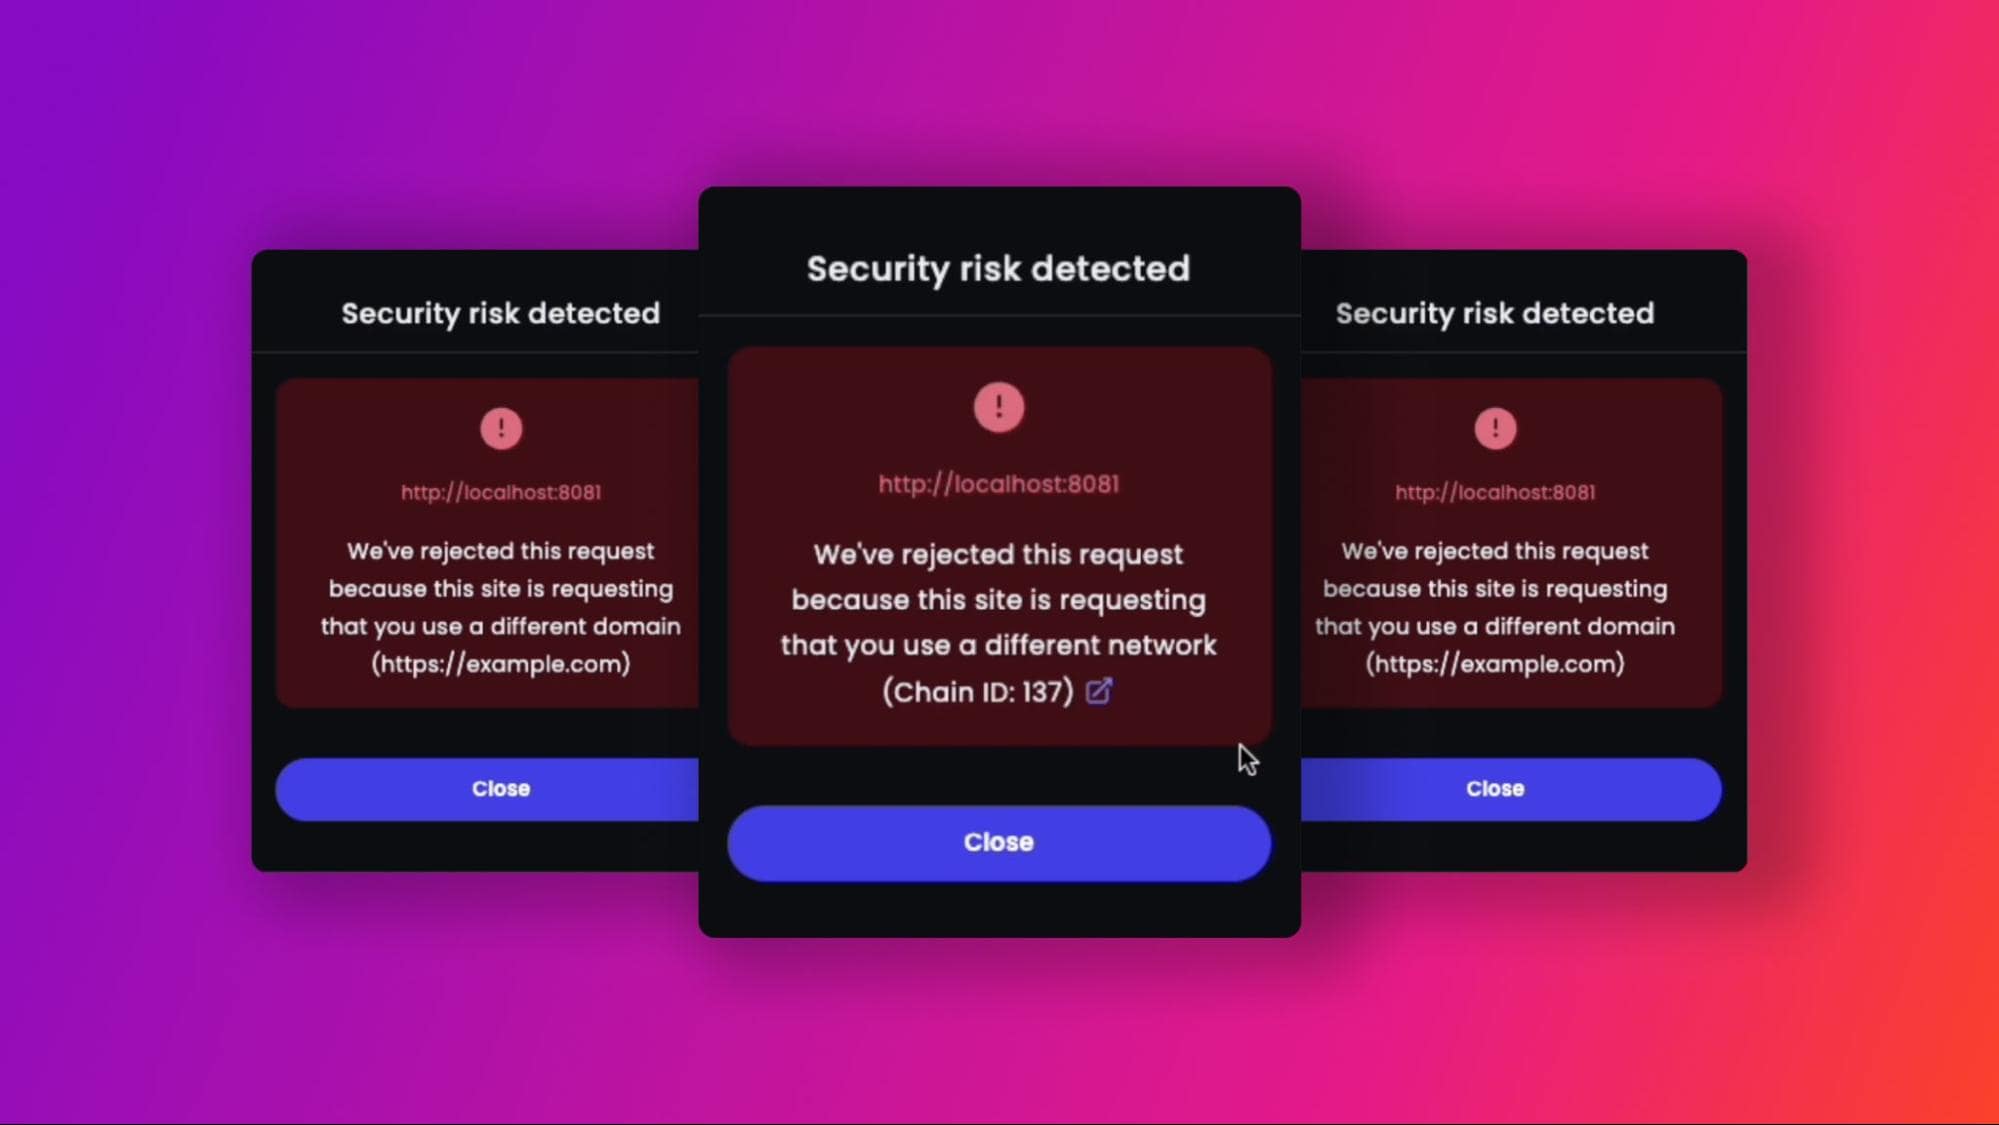 Security risk detected
!
http://localhost:8081
We've rejected this request
because this site is requesting
that you use a different domain
(https://example.com)
Close
Security risk detected
!
http://localhost:8081
We've rejected this request
because this site is requesting
that you use a different network
(Chain ID: 137)
Close
Security risk detected
!
http://localhost:8081
We've rejected this request
because this site is requesting
that you use a different domain
(https://example.com)
Close